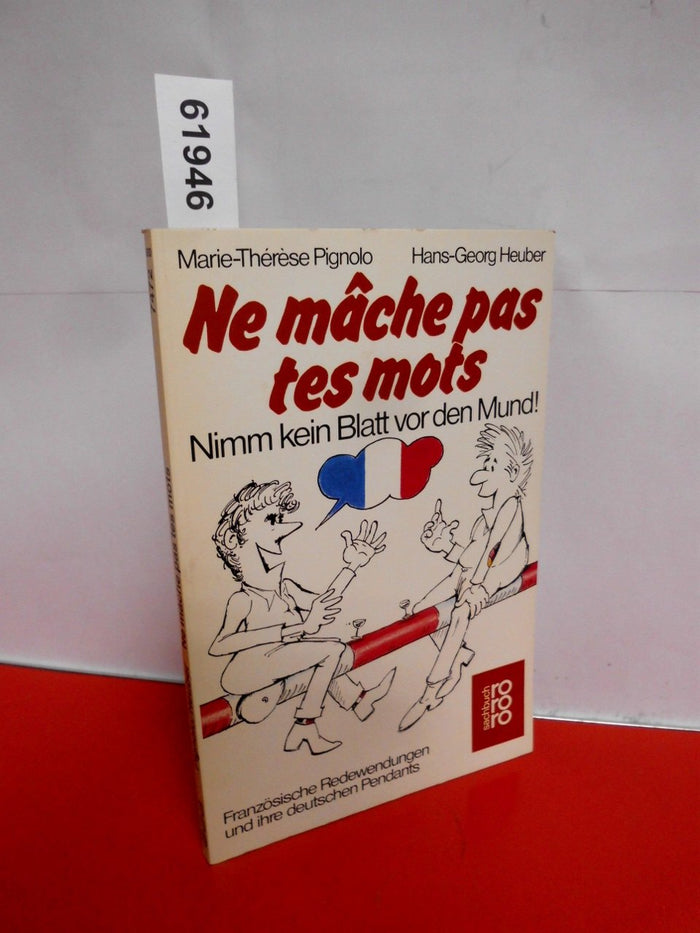 61946
Marie-Thérèse Pignolo Hans-Georg Heuber
Ne mâche pas
tes mots
Nimm kein Blatt vor den Mund!
Französische Redewendungen
und ihre deutschen Pendants
sachbuch
rororo